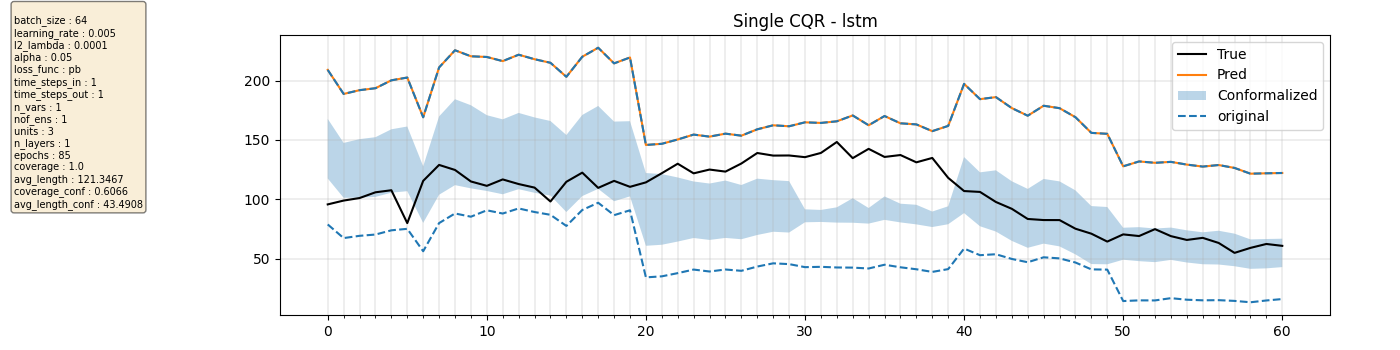 batch_size : 64
learning_rate : 0.005
l2_lambda : 0.0001
alpha : 0.05
loss_func : pb
time_steps_in : 1
time_steps_out : 1
n_vars : 1
nof_ens : 1
units : 3
n_layers : 1
epochs : 85
coverage : 1.0
avg_length : 121.3467
coverage_conf : 0.6066
avg_length_conf : 43.4908
Single CQR - lstm
200
150
100
50
0 10 20 30 40 50 60
True
Pred
Conformalized
original